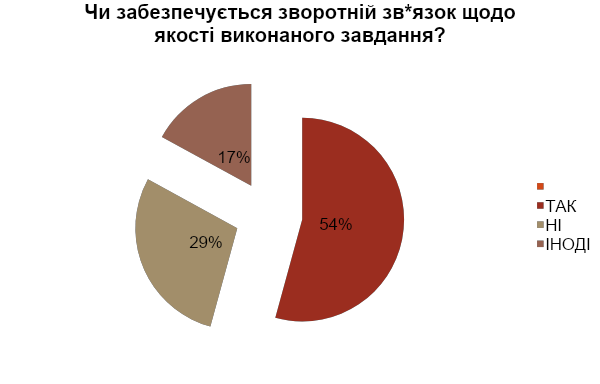 Чи забезпечується зворотній зв*язок щодо
якості виконаного завдання?
17%
54%
29%
ТАК
НІ
ІНОДІ